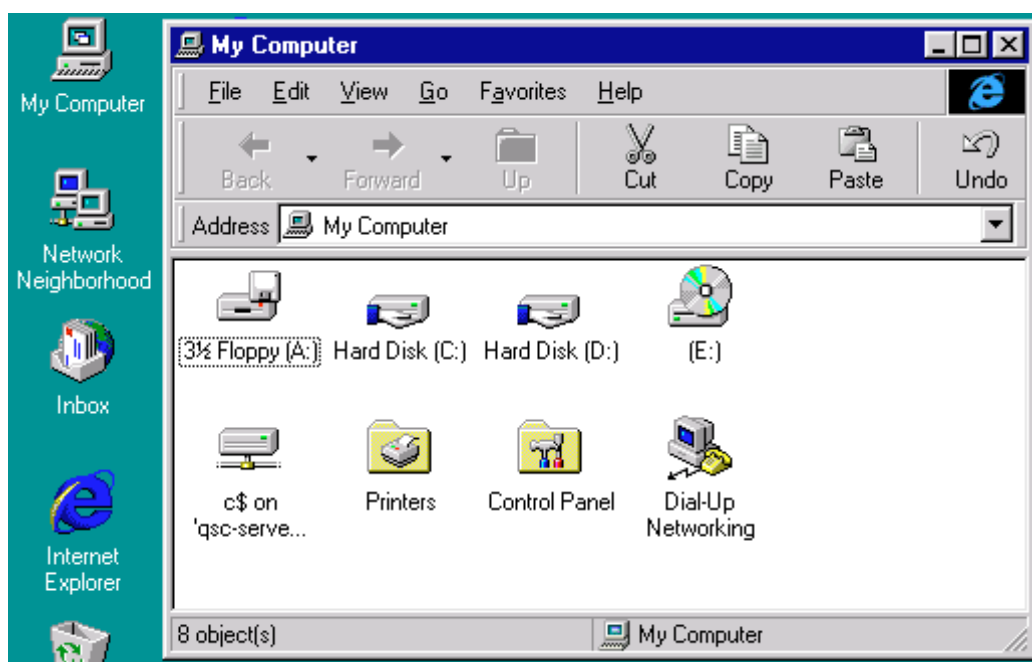 My Computer
Network
Neighborhood
Inbox
Internet
Explorer
My Computer
File Edit View Go Favorites Help
Back Forward Up Cut Copy Paste Undo
Address My Computer
3½ Floppy (A:) Hard Disk (C:) Hard Disk (D:) (E:)
c$ on
'qsc-serve...
Printers
Control Panel
Dial-Up
Networking
8 object(s) My Computer